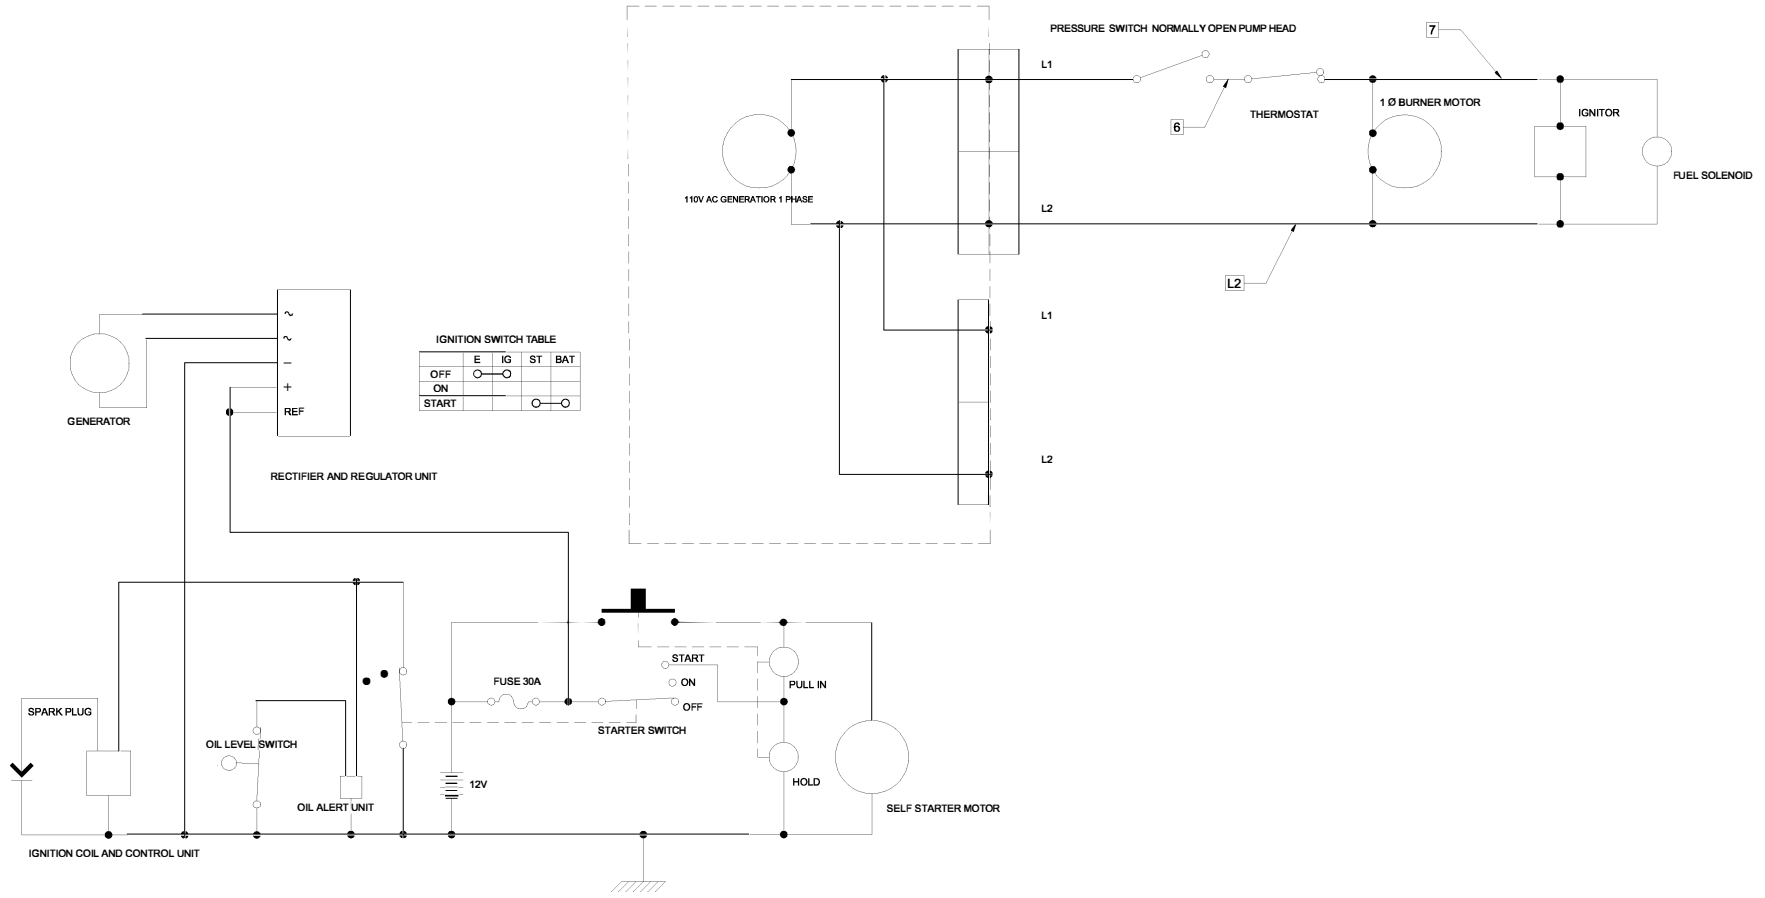 PRESSURE SWITCH NORMALLY OPEN PUMP HEAD
7
L1
1 Ø BURNER MOTOR
IGNITOR
THERMOSTAT
6
FUEL SOLENOID
110V AC GENERATIOR 1 PHASE
L2
L2
L1
L2
~
~
−
+
REF
GENERATOR
RECTIFIER AND REGULATOR UNIT
IGNITION SWITCH TABLE
E IG ST BAT
OFF
ON
START
START
ON
OFF
FUSE 30A
STARTER SWITCH
PULL IN
HOLD
SELF STARTER MOTOR
SPARK PLUG
OIL LEVEL SWITCH
OIL ALERT UNIT
12V
IGNITION COIL AND CONTROL UNIT